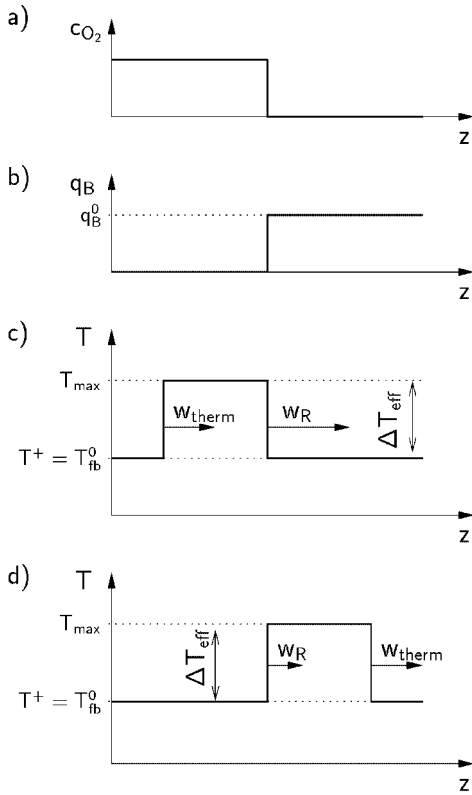 a)
c_O₂
z
b)
q_B
q_B^0
z
c)
T
T_max
w_therm
w_R
ΔT_eff
T⁺ = T_fb^0
z
d)
T
T_max
ΔT_eff
w_R
w_therm
T⁺ = T_fb^0
z